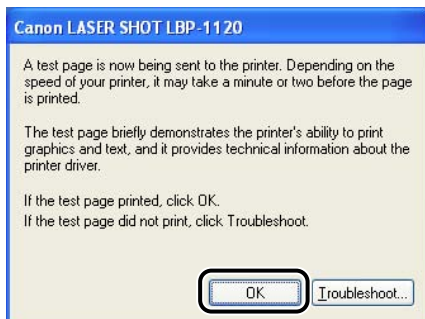 Canon LASER SHOT LBP-1120
A test page is now being sent to the printer. Depending on the
speed of your printer, it may take a minute or two before the page
is printed.
The test page briefly demonstrates the printer's ability to print
graphics and text, and it provides technical information about the
printer driver.
If the test page printed, click OK.
If the test page did not print, click Troubleshoot.
OK
Troubleshoot...